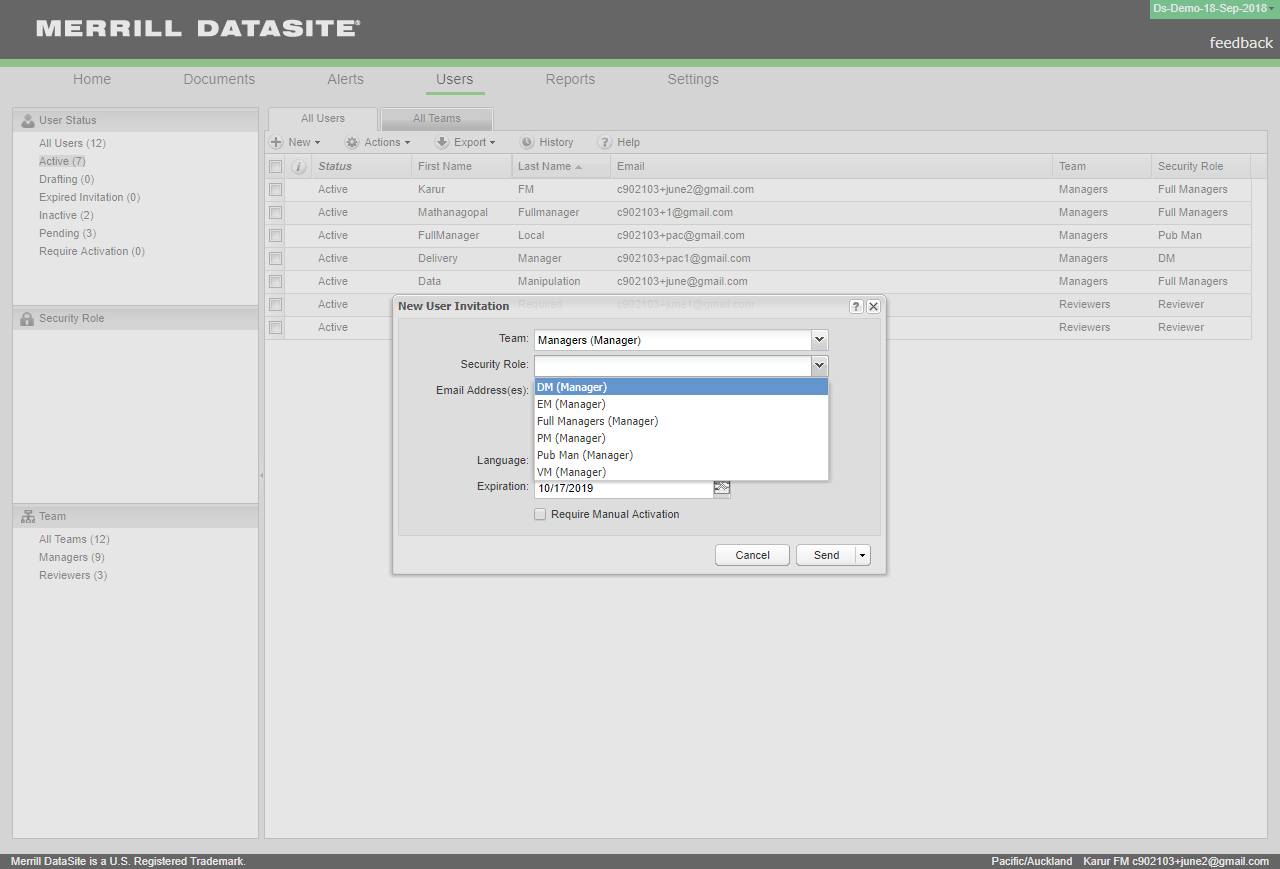 MERRILL DATASITE®
Ds-Demo-18-Sep-2018
feedback
Home Documents Alerts Users Reports Settings
User Status
All Users (12)
Active (7)
Drafting (0)
Expired Invitation (0)
Inactive (2)
Pending (3)
Require Activation (0)
Security Role
Team
All Teams (12)
Managers (9)
Reviewers (3)
All Users All Teams
New Actions Export History ? Help
i Status First Name Last Name Email Team Security Role
Active Karur FM c902103+june2@gmail.com Managers Full Managers
Active Mathanagopal Fullmanager c902103+1@gmail.com Managers Full Managers
Active FullManager Local c902103+pac@gmail.com Managers Pub Man
Active Delivery Manager c902103+pac1@gmail.com Managers DM
Active Data Manipulation c902103+june@gmail.com Managers Full Managers
Active Required c902103+june1@gmail.com Reviewers Reviewer
Active Reviewers Reviewer
New User Invitation ?
Team: Managers (Manager)
Security Role:
Email Address(es):
DM (Manager)
EM (Manager)
Full Managers (Manager)
PM (Manager)
Pub Man (Manager)
VM (Manager)
Language:
Expiration: 10/17/2019
Require Manual Activation
Cancel Send
Merrill DataSite is a U.S. Registered Trademark. Pacific/Auckland Karur FM c902103+june2@gmail.com